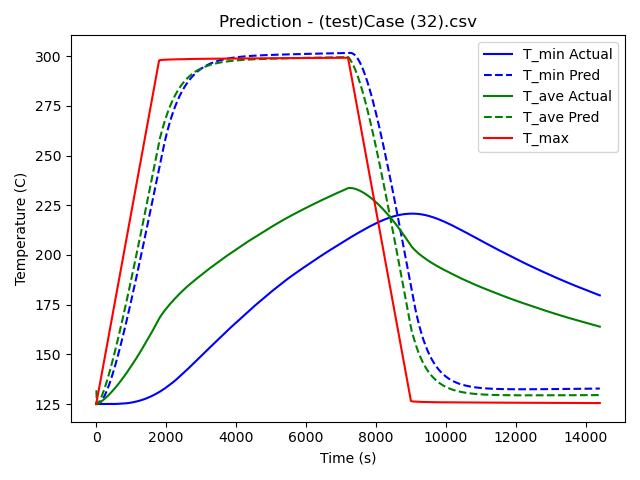 Prediction - (test)Case (32).csv
T_min Actual
T_min Pred
T_ave Actual
T_ave Pred
T_max
Temperature (C)
300
275
250
225
200
175
150
125
0 2000 4000 6000 8000 10000 12000 14000
Time (s)